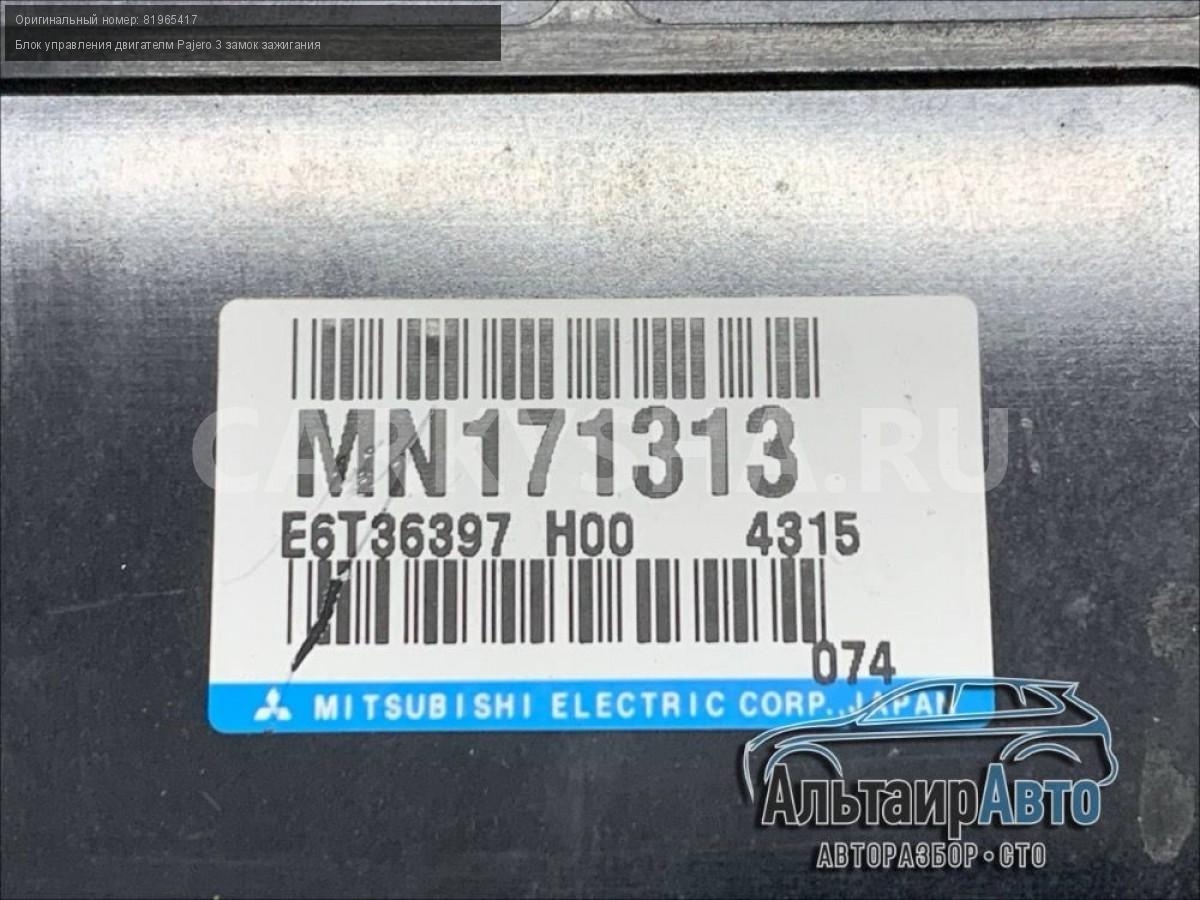 Оригинальный номер: 81965417
Блок управления двигателм Pajero 3 замок зажигания
MN171313
CARKYSHA.RU
E6T36397 H00 4315
074
MITSUBISHI ELECTRIC CORP., JAPAN
АльтаирАвто
АВТОРАЗБОР•СТО